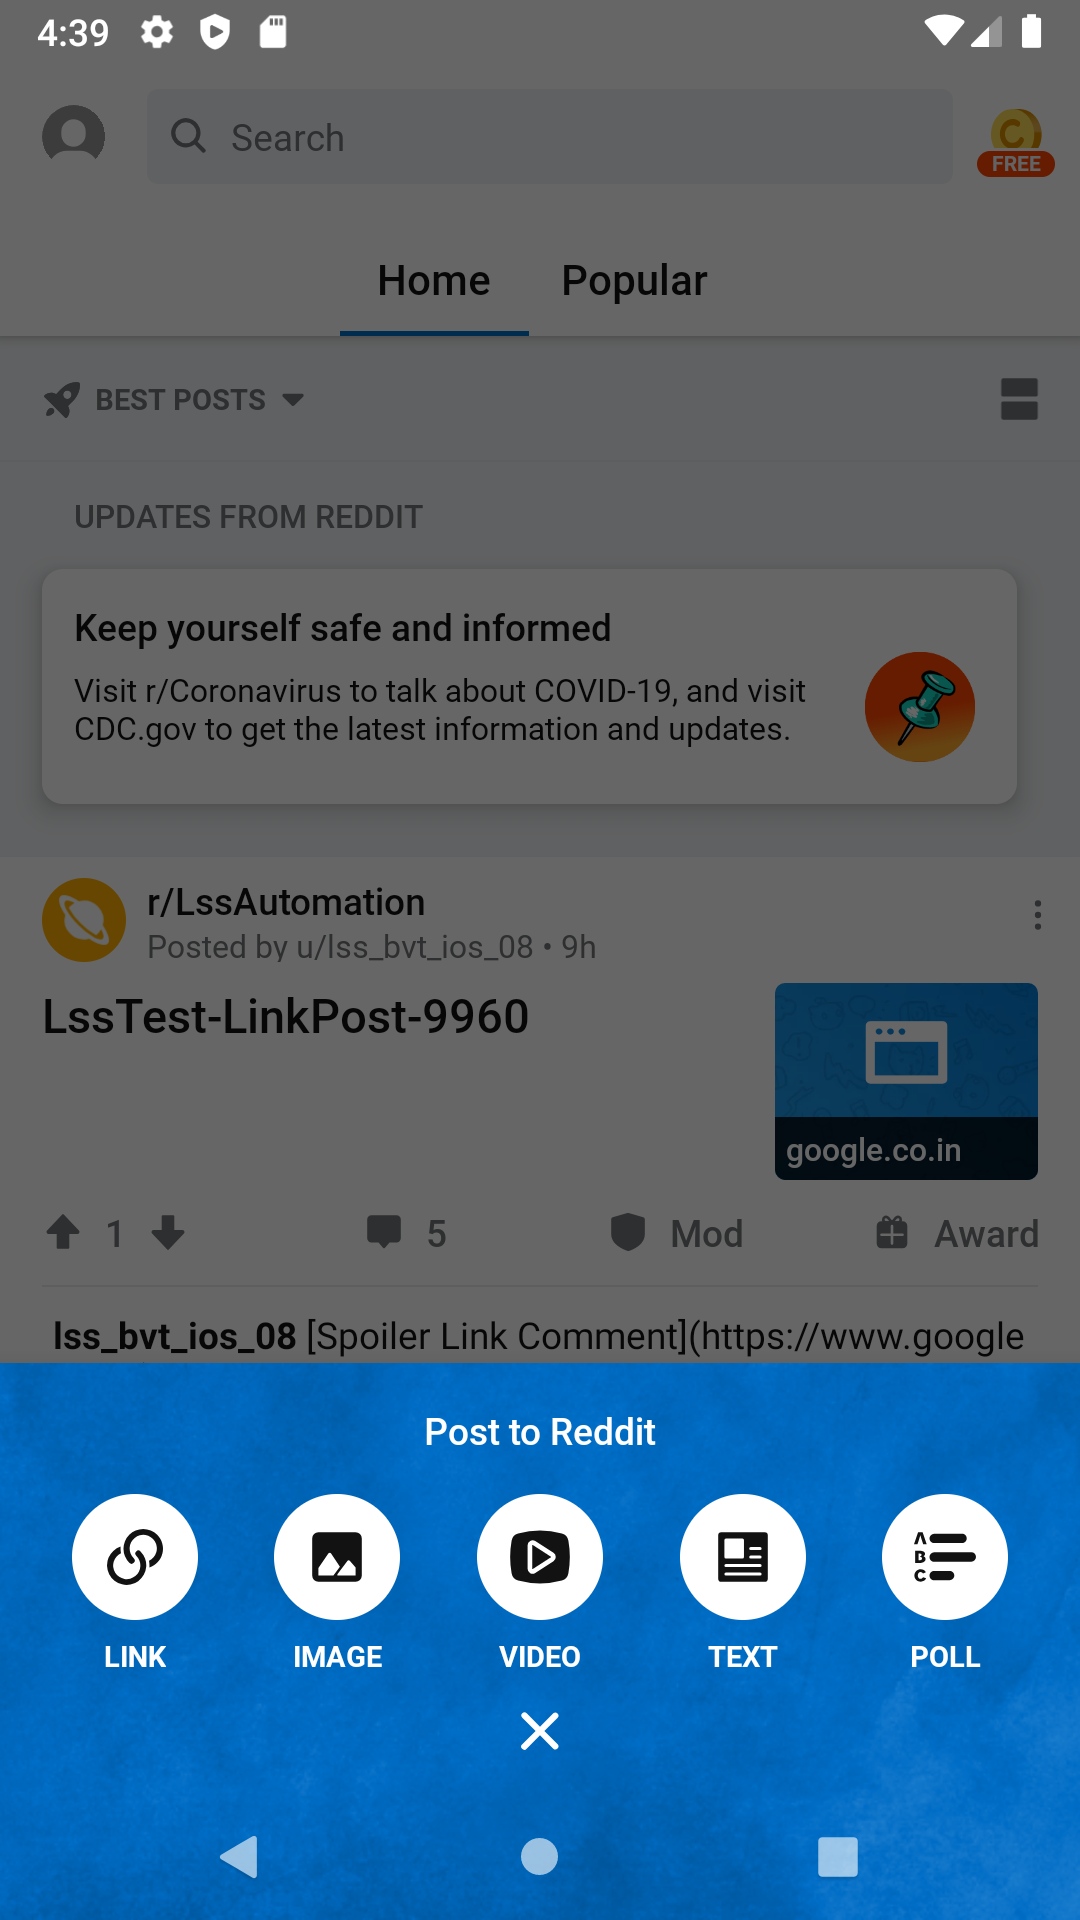 4:39
Search
FREE
Home
Popular
BEST POSTS
UPDATES FROM REDDIT
Keep yourself safe and informed
Visit r/Coronavirus to talk about COVID-19, and visit
CDC.gov to get the latest information and updates.
r/LssAutomation
Posted by u/lss_bvt_ios_08 • 9h
LssTest-LinkPost-9960
google.co.in
1
5
Mod
Award
lss_bvt_ios_08 [Spoiler Link Comment](https://www.google
Post to Reddit
A
B
C
LINK
IMAGE
VIDEO
TEXT
POLL